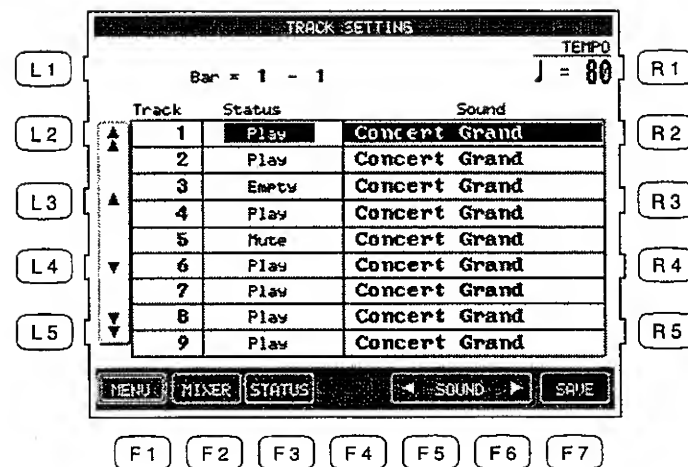 TRACK SETTING
TEMPO
L1 Bar = 1 - 1 ♩ = 80 R1
Track Status Sound
L2 1 Play Concert Grand R2
2 Play Concert Grand
3 Empty Concert Grand
L3 4 Play Concert Grand R3
5 Mute Concert Grand
L4 6 Play Concert Grand R4
7 Play Concert Grand
L5 8 Play Concert Grand R5
9 Play Concert Grand
MENU MIXER STATUS ◄ SOUND ► SAVE
F1 F2 F3 F4 F5 F6 F7